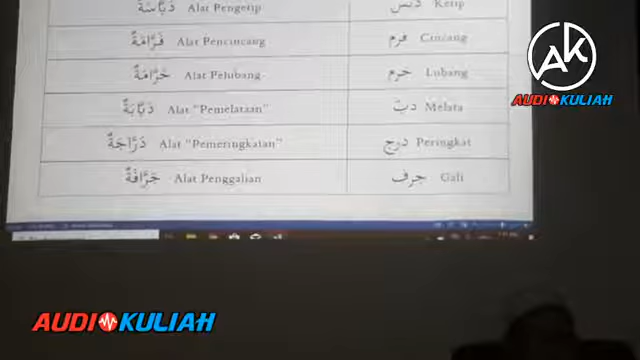 دَبَّاسَةٌ Alat Pengetip دبس Ketip
فَرَّامَةٌ Alat Pencincang فرم Cincang
خَرَّامَةٌ Alat Pelubang خرم Lubang
دَبَّابَةٌ Alat "Pemelataan" دبّ Melata
دَرَّاجَةٌ Alat "Pemeringkatan" درج Peringkat
جَرَّافَةٌ Alat Penggalian جرف Gali
AK
AUDIOKULIAH
AUDIOKULIAH